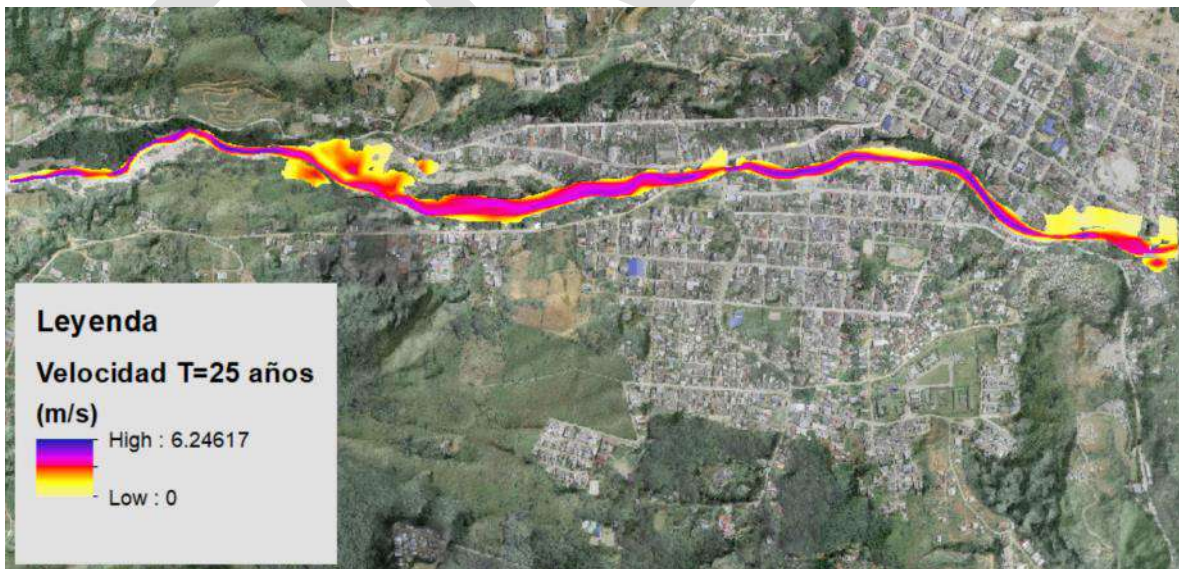 Leyenda
Velocidad T=25 años
(m/s)
High : 6.24617
Low : 0